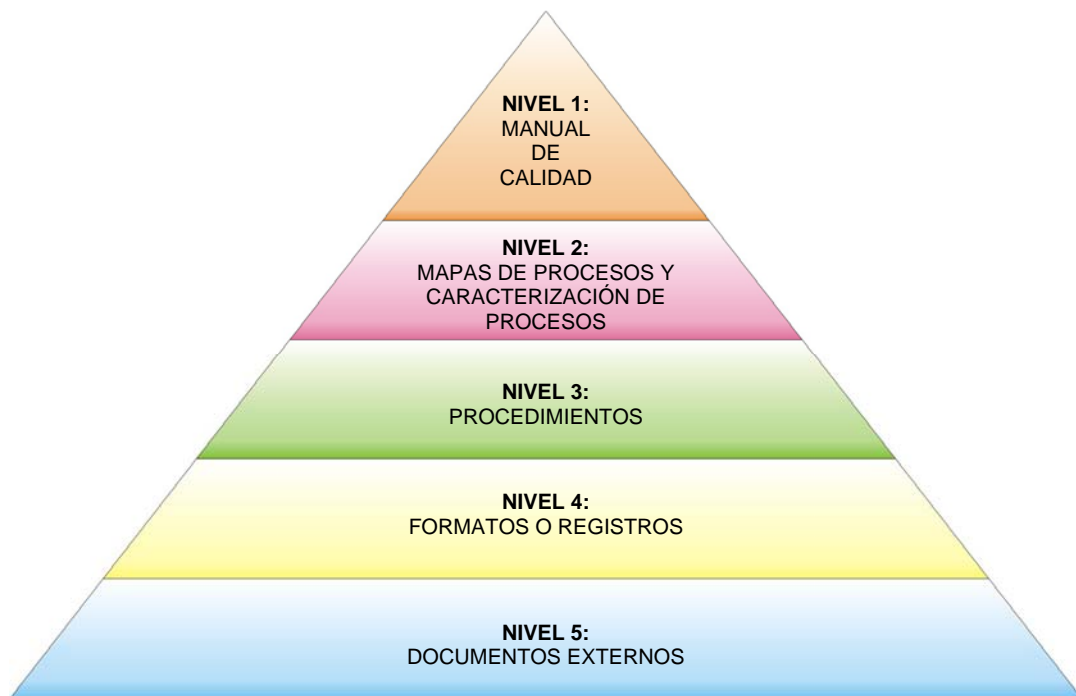 NIVEL 1:
MANUAL
DE
CALIDAD
NIVEL 2:
MAPAS DE PROCESOS Y
CARACTERIZACIÓN DE
PROCESOS
NIVEL 3:
PROCEDIMIENTOS
NIVEL 4:
FORMATOS O REGISTROS
NIVEL 5:
DOCUMENTOS EXTERNOS